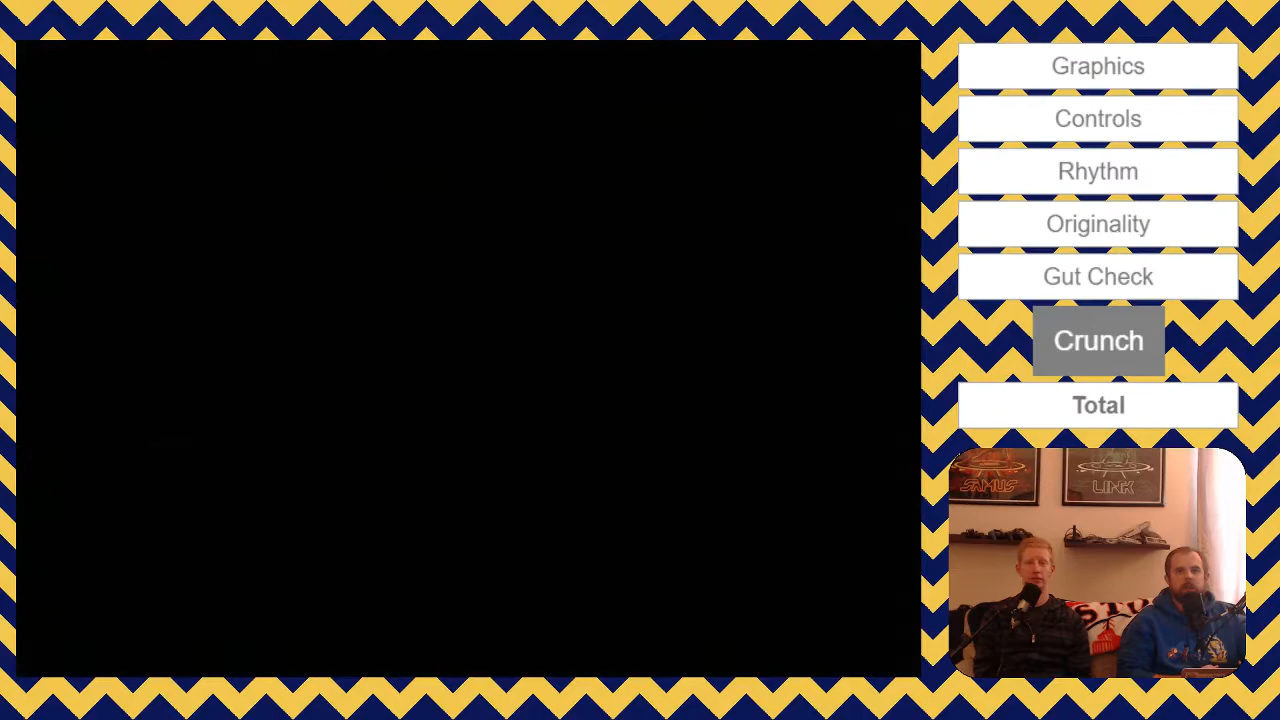 Graphics
Controls
Rhythm
Originality
Gut Check
Crunch
Total
SAMUS
LINK